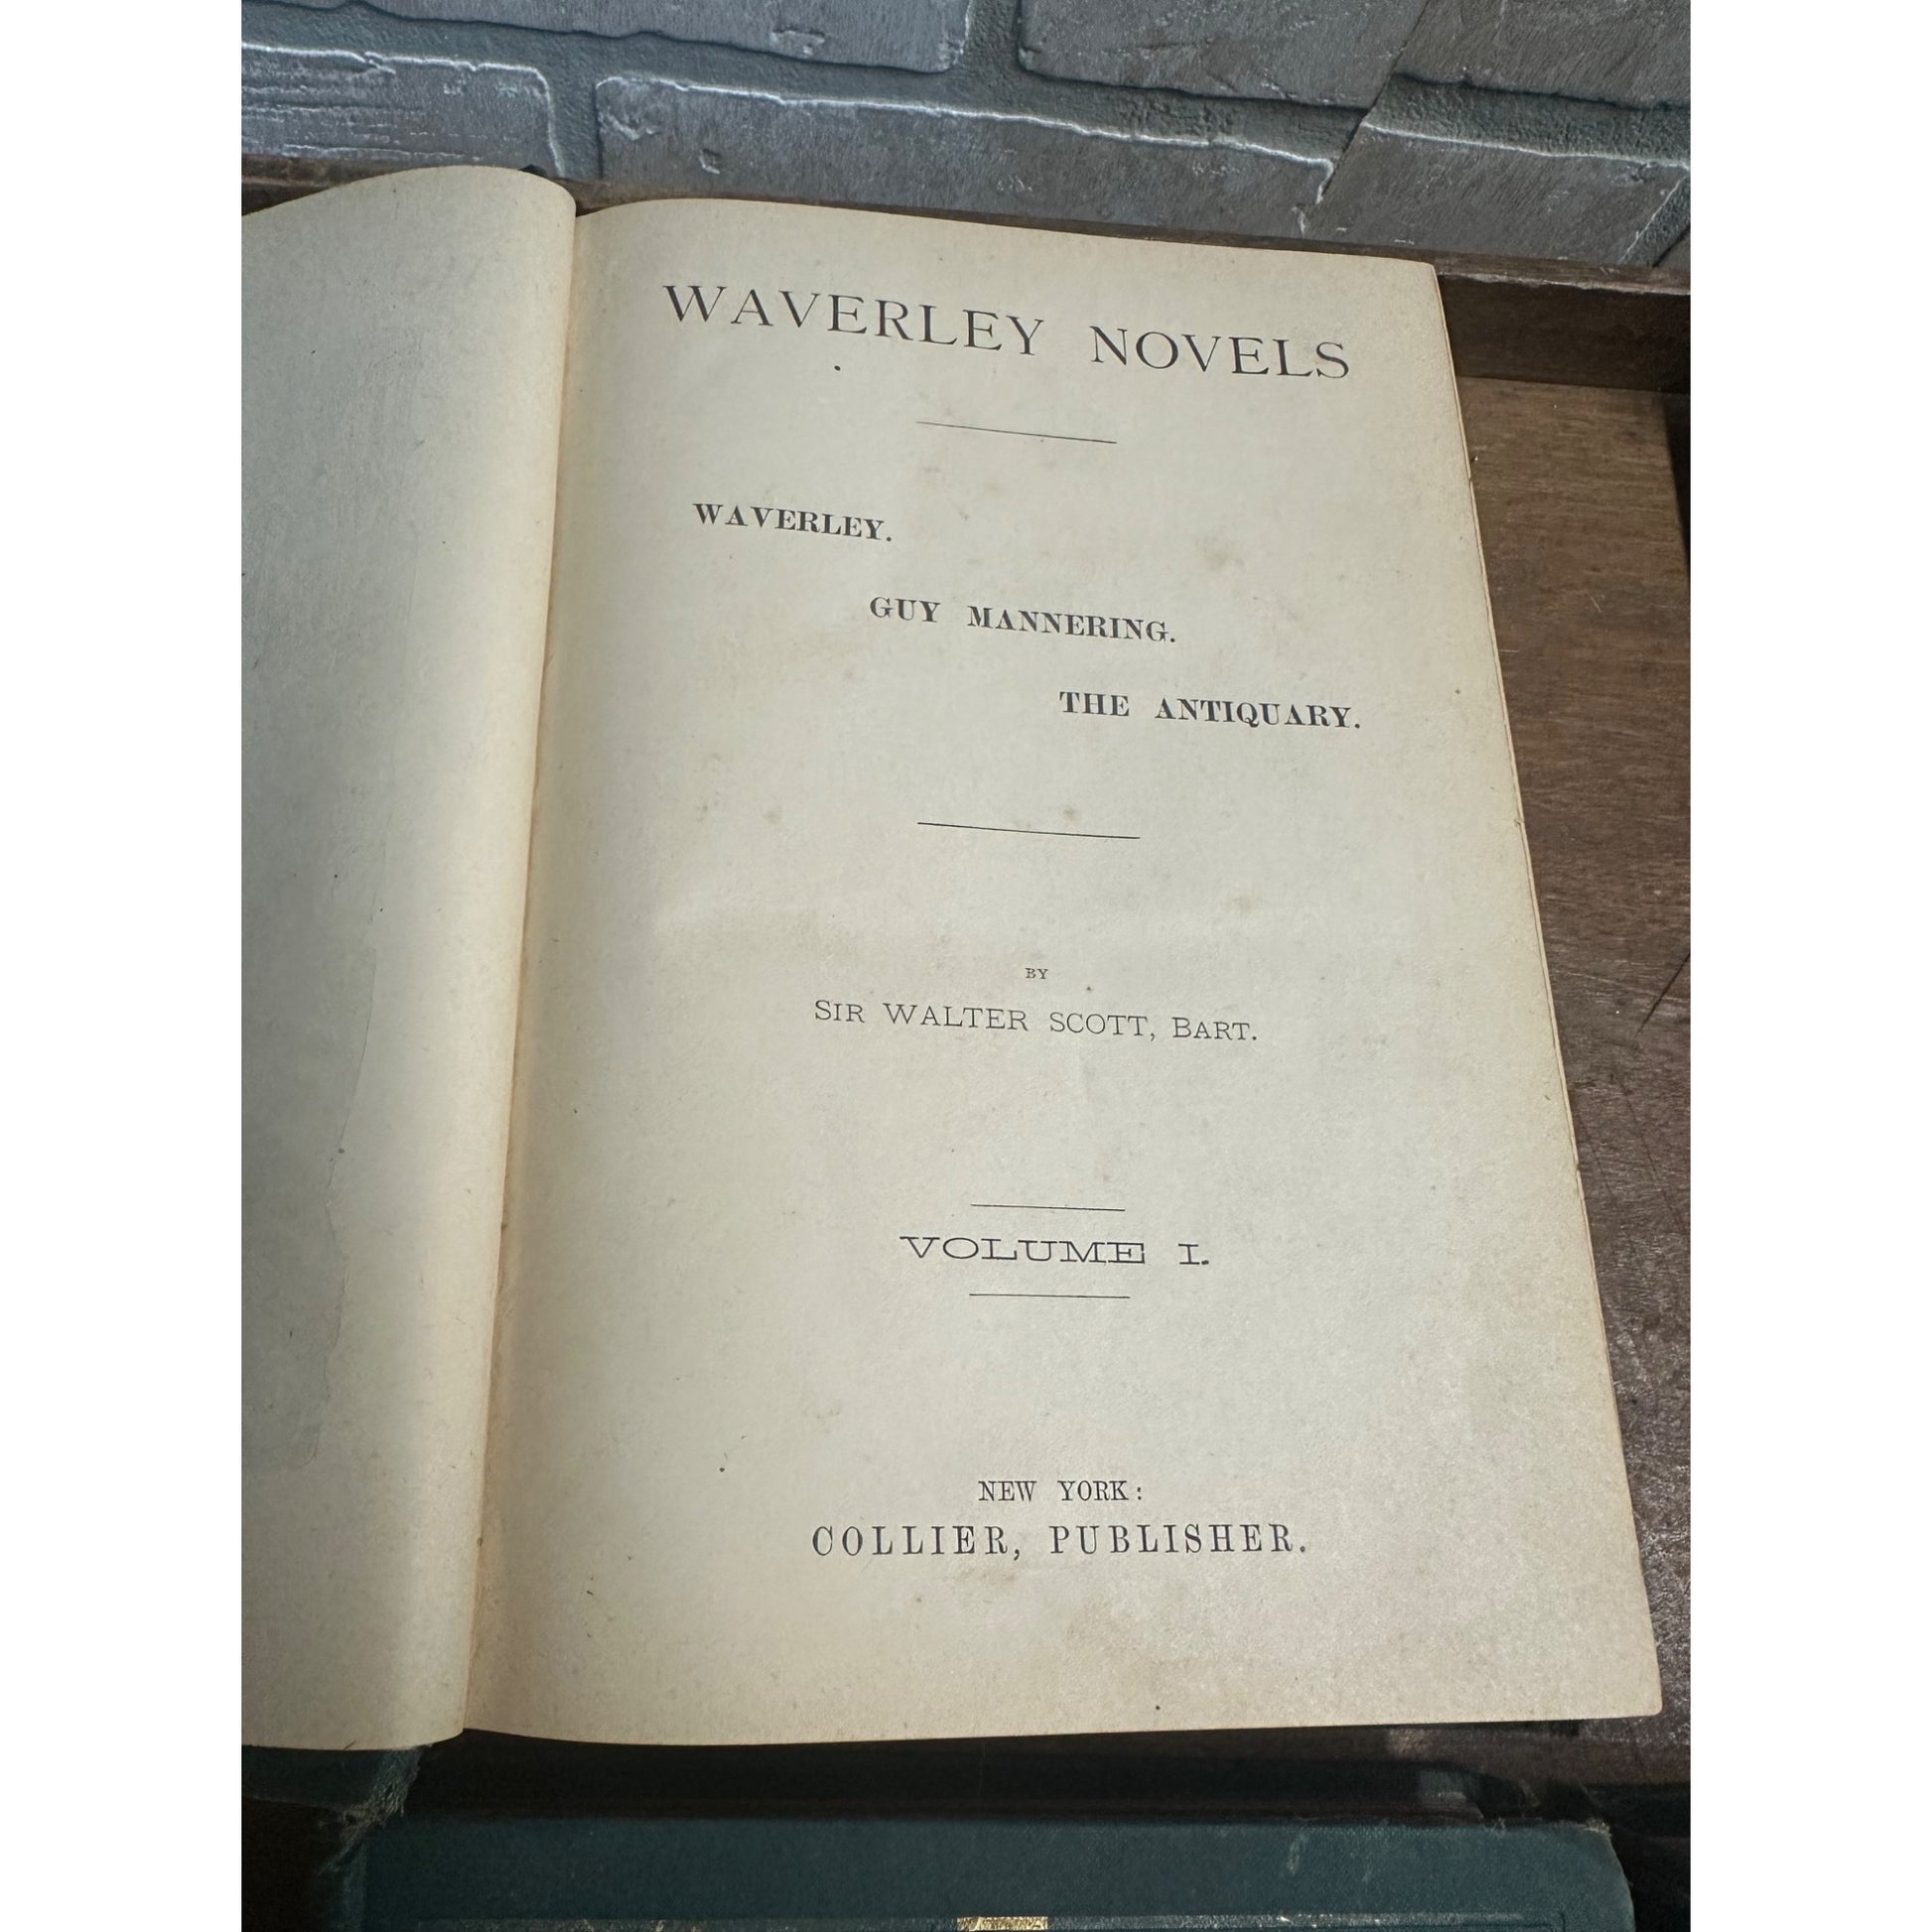 WAVERLEY NOVELS
WAVERLEY.
GUY MANNERING.
THE ANTIQUARY.
BY
SIR WALTER SCOTT, BART.
VOLUME I.
NEW YORK:
COLLIER, PUBLISHER.